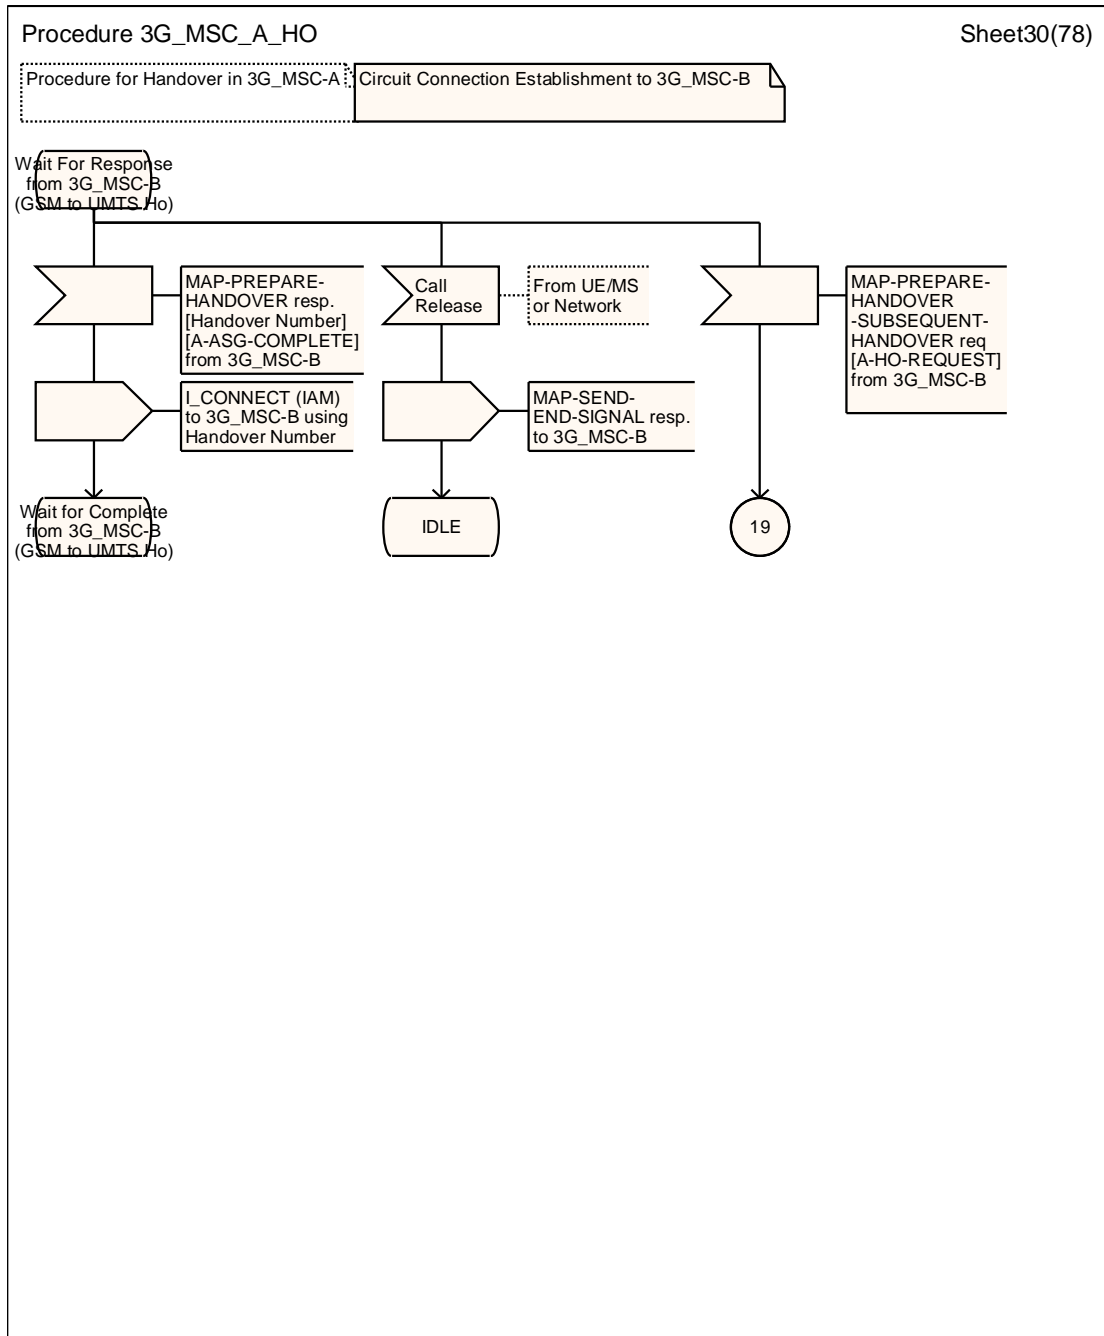 Procedure 3G_MSC_A_HO
Sheet30(78)
Procedure for Handover in 3G_MSC-A
Circuit Connection Establishment to 3G_MSC-B
Wait For Response
from 3G_MSC-B
(GSM to UMTS Ho)
MAP-PREPARE-
HANDOVER resp.
[Handover Number]
[A-ASG-COMPLETE]
from 3G_MSC-B
Call
Release
From UE/MS
or Network
MAP-PREPARE-
HANDOVER
-SUBSEQUENT-
HANDOVER req
[A-HO-REQUEST]
from 3G_MSC-B
I_CONNECT (IAM)
to 3G_MSC-B using
Handover Number
MAP-SEND-
END-SIGNAL resp.
to 3G_MSC-B
Wait for Complete
from 3G_MSC-B
(GSM to UMTS Ho)
IDLE
19